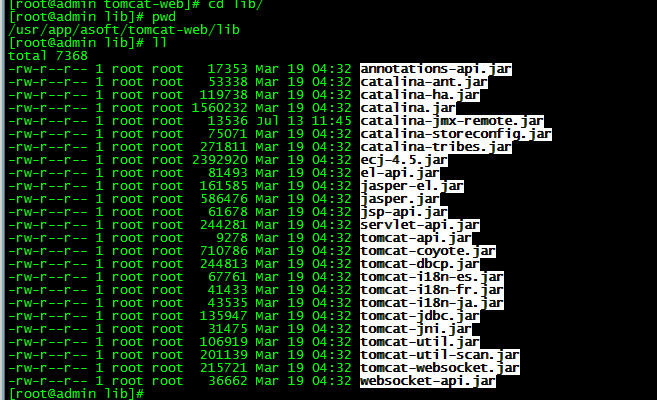 [root@admin tomcat-web]# cd lib/
[root@admin lib]# pwd
/usr/app/asoft/tomcat-web/lib
[root@admin lib]# ll
total 7368
-rw-r--r-- 1 root root   17353 Mar 19 04:32 annotations-api.jar
-rw-r--r-- 1 root root   53338 Mar 19 04:32 catalina-ant.jar
-rw-r--r-- 1 root root  119738 Mar 19 04:32 catalina-ha.jar
-rw-r--r-- 1 root root 1560232 Mar 19 04:32 catalina.jar
-rw-r--r-- 1 root root   13536 Jul 13 11:45 catalina-jmx-remote.jar
-rw-r--r-- 1 root root   75071 Mar 19 04:32 catalina-storeconfig.jar
-rw-r--r-- 1 root root  271811 Mar 19 04:32 catalina-tribes.jar
-rw-r--r-- 1 root root 2392920 Mar 19 04:32 ecj-4.5.jar
-rw-r--r-- 1 root root   81493 Mar 19 04:32 el-api.jar
-rw-r--r-- 1 root root  161585 Mar 19 04:32 jasper-el.jar
-rw-r--r-- 1 root root  586476 Mar 19 04:32 jasper.jar
-rw-r--r-- 1 root root   61678 Mar 19 04:32 jsp-api.jar
-rw-r--r-- 1 root root  244281 Mar 19 04:32 servlet-api.jar
-rw-r--r-- 1 root root    9278 Mar 19 04:32 tomcat-api.jar
-rw-r--r-- 1 root root  710786 Mar 19 04:32 tomcat-coyote.jar
-rw-r--r-- 1 root root  244813 Mar 19 04:32 tomcat-dbcp.jar
-rw-r--r-- 1 root root   67761 Mar 19 04:32 tomcat-i18n-es.jar
-rw-r--r-- 1 root root   41433 Mar 19 04:32 tomcat-i18n-fr.jar
-rw-r--r-- 1 root root   43535 Mar 19 04:32 tomcat-i18n-ja.jar
-rw-r--r-- 1 root root  135947 Mar 19 04:32 tomcat-jdbc.jar
-rw-r--r-- 1 root root   31475 Mar 19 04:32 tomcat-jni.jar
-rw-r--r-- 1 root root  106919 Mar 19 04:32 tomcat-util.jar
-rw-r--r-- 1 root root  201139 Mar 19 04:32 tomcat-util-scan.jar
-rw-r--r-- 1 root root  215721 Mar 19 04:32 tomcat-websocket.jar
-rw-r--r-- 1 root root   36662 Mar 19 04:32 websocket-api.jar
[root@admin lib]#